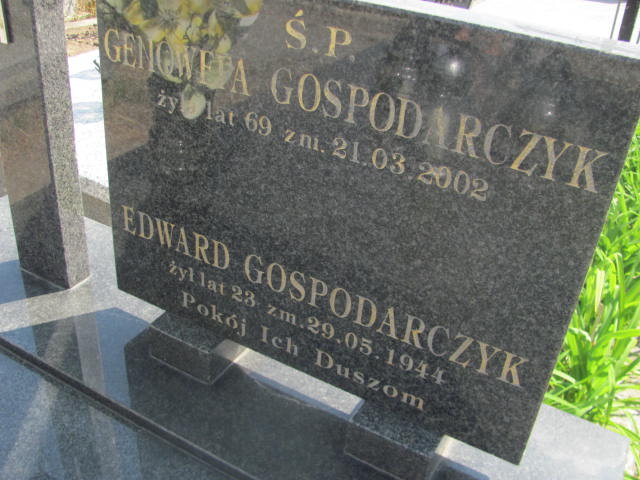 Ś.P.
GENOWEFA GOSPODARCZYK
żył lat 69 zm. 21.03.2002
EDWARD GOSPODARCZYK
żył lat 23 zm. 29.05.1944
Pokój Ich Duszom